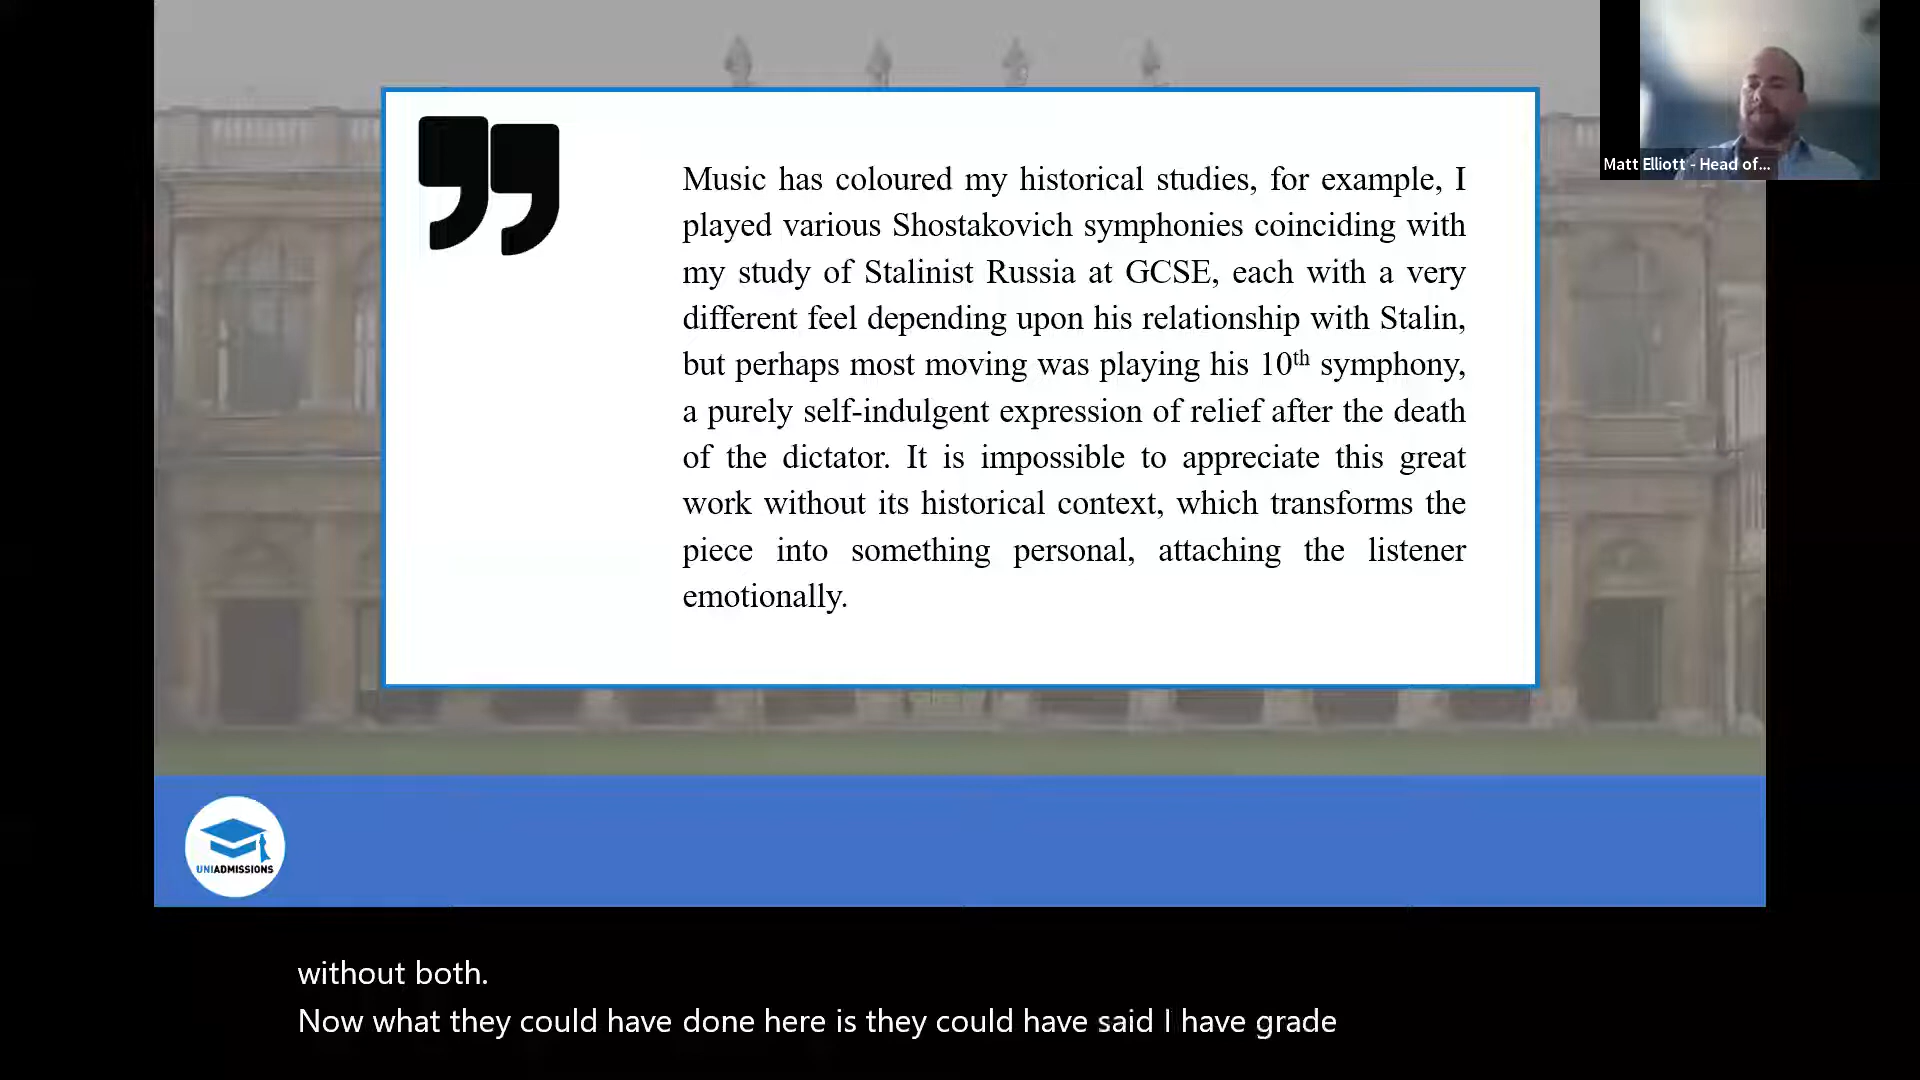 Music has coloured my historical studies, for example, I
played various Shostakovich symphonies coinciding with
my study of Stalinist Russia at GCSE, each with a very
different feel depending upon his relationship with Stalin,
but perhaps most moving was playing his 10th symphony,
a purely self-indulgent expression of relief after the death
of the dictator. It is impossible to appreciate this great
work without its historical context, which transforms the
piece into something personal, attaching the listener
emotionally.
Matt Elliott - Head of...
UNIADMISSIONS
without both.
Now what they could have done here is they could have said I have grade